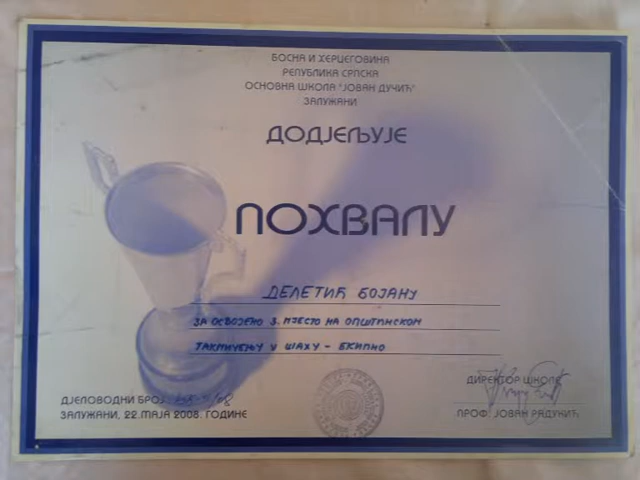 БОСНА И ХЕРЦЕГОВИНА
РЕПУБЛИКА СРПСКА
ОСНОВНА ШКОЛА "ЈОВАН ДУЧИЋ"
ЗАЛУЖАНИ
ДОДЈЕЉУЈЕ
ПОХВАЛУ
ДЕЛЕТИЋ БОЈАНУ
ЗА ОСВОЈЕНО 3. МЈЕСТО НА ОПШТИНСКОМ
ТАКМИЧЕЊУ У ШАХУ - ЕКИПНО
ДИРЕКТОР ШКОЛЕ
ДЈЕЛОВОДНИ БРОЈ
ЗАЛУЖАНИ, 22. МАЈА 2008. ГОДИНЕ
ПРОФ. ЈОВАН РАДУКИЋ